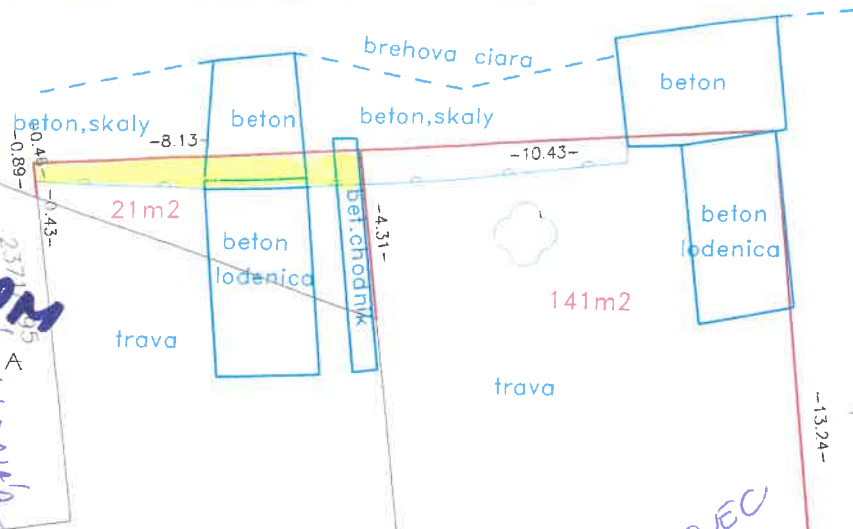 brehova ciara
beton
beton,skaly
beton
beton,skaly
-8.13-
-10.43-
-0.46-
-0.89-
-0.43-
21m2
bet.chodnik
-4.31-
beton
lodenica
beton
lodenica
141m2
trava
A
trava
-13.24-